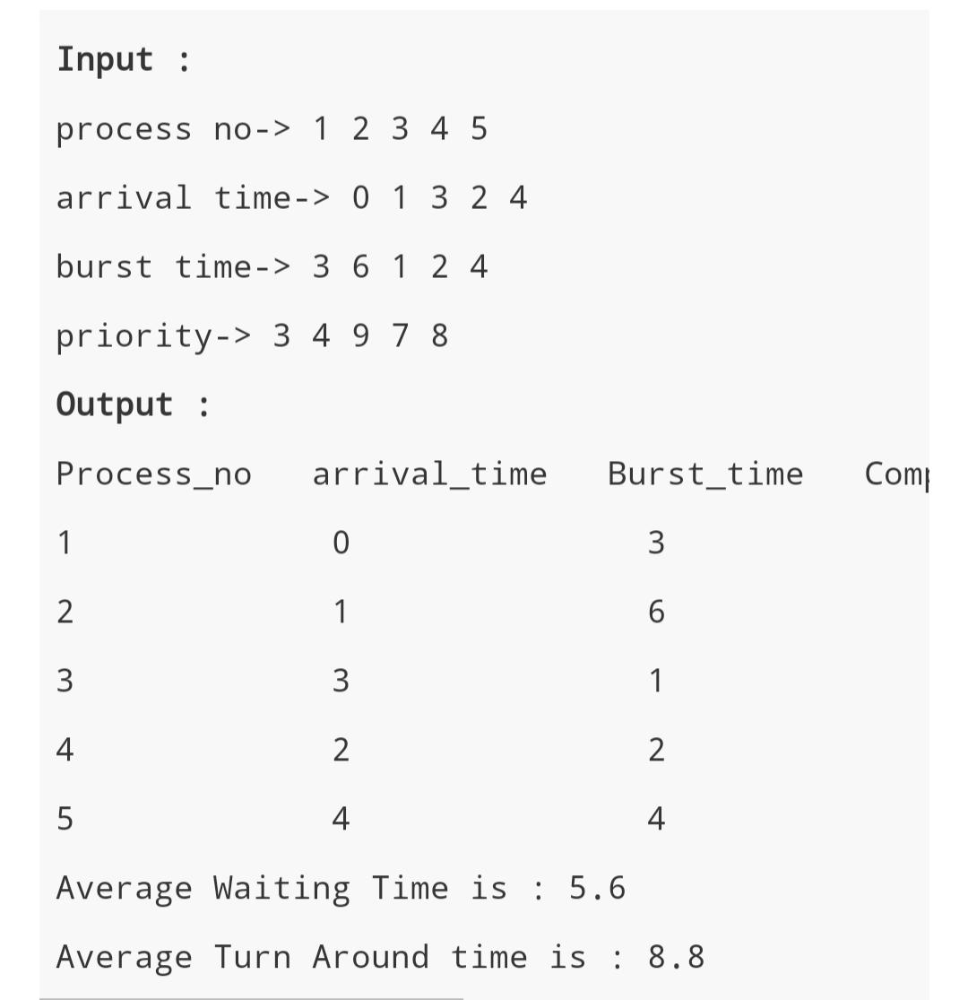 Input :
process no-> 1 2 3 4 5
arrival time-> 0 1 3 2 4
burst time-> 3 6 1 2 4
priority-> 3 4 9 7 8
Output :
Process_no arrival_time Burst_time Comp
1 0 3
2 1 6
3 3 1
4 2 2
5 4 4
Average Waiting Time is : 5.6
Average Turn Around time is : 8.8